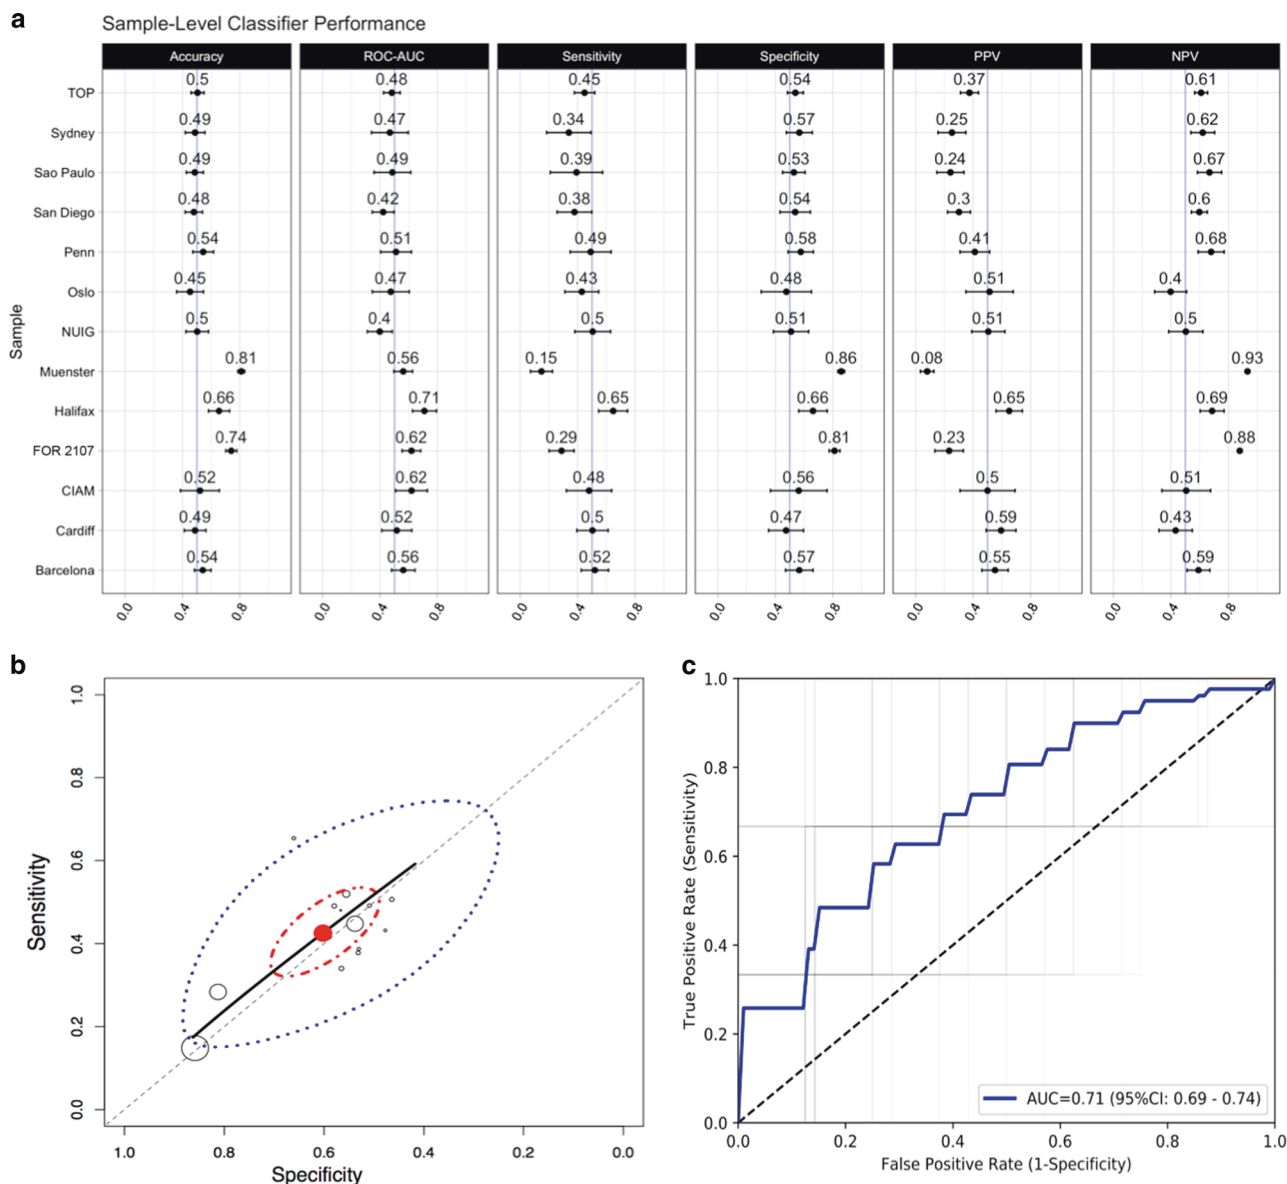 a
Sample-Level Classifier Performance
Accuracy ROC-AUC Sensitivity Specificity PPV NPV
Sample
TOP 0.5 0.48 0.45 0.54 0.37 0.61
Sydney 0.49 0.47 0.34 0.57 0.25 0.62
Sao Paulo 0.49 0.49 0.39 0.53 0.24 0.67
San Diego 0.48 0.42 0.38 0.54 0.3 0.6
Penn 0.54 0.51 0.49 0.58 0.41 0.68
Oslo 0.45 0.47 0.43 0.48 0.51 0.4
NUIG 0.5 0.4 0.5 0.51 0.51 0.5
Muenster 0.81 0.56 0.15 0.86 0.08 0.93
Halifax 0.66 0.71 0.65 0.66 0.65 0.69
FOR 2107 0.74 0.62 0.29 0.81 0.23 0.88
CIAM 0.52 0.62 0.48 0.56 0.5 0.51
Cardiff 0.49 0.52 0.5 0.47 0.59 0.43
Barcelona 0.54 0.56 0.52 0.57 0.55 0.59
0.0 0.4 0.8 0.0 0.4 0.8 0.0 0.4 0.8 0.0 0.4 0.8 0.0 0.4 0.8 0.0 0.4 0.8
b
Sensitivity
1.0
0.8
0.6
0.4
0.2
0.0
1.0 0.8 0.6 0.4 0.2 0.0
Specificity
c
True Positive Rate (Sensitivity)
1.0
0.8
0.6
0.4
0.2
0.0
AUC=0.71 (95%CI: 0.69 - 0.74)
0.0 0.2 0.4 0.6 0.8 1.0
False Positive Rate (1-Specificity)